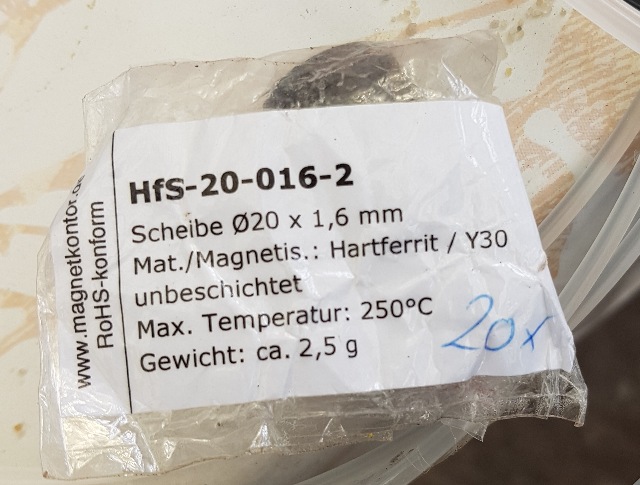 HfS-20-016-2
Scheibe Ø20 x 1,6 mm
Mat./Magnetis.: Hartferrit / Y30
unbeschichtet
Max. Temperatur: 250°C
Gewicht: ca. 2,5 g
20x
www.magnetkontor.de
RoHS-konform